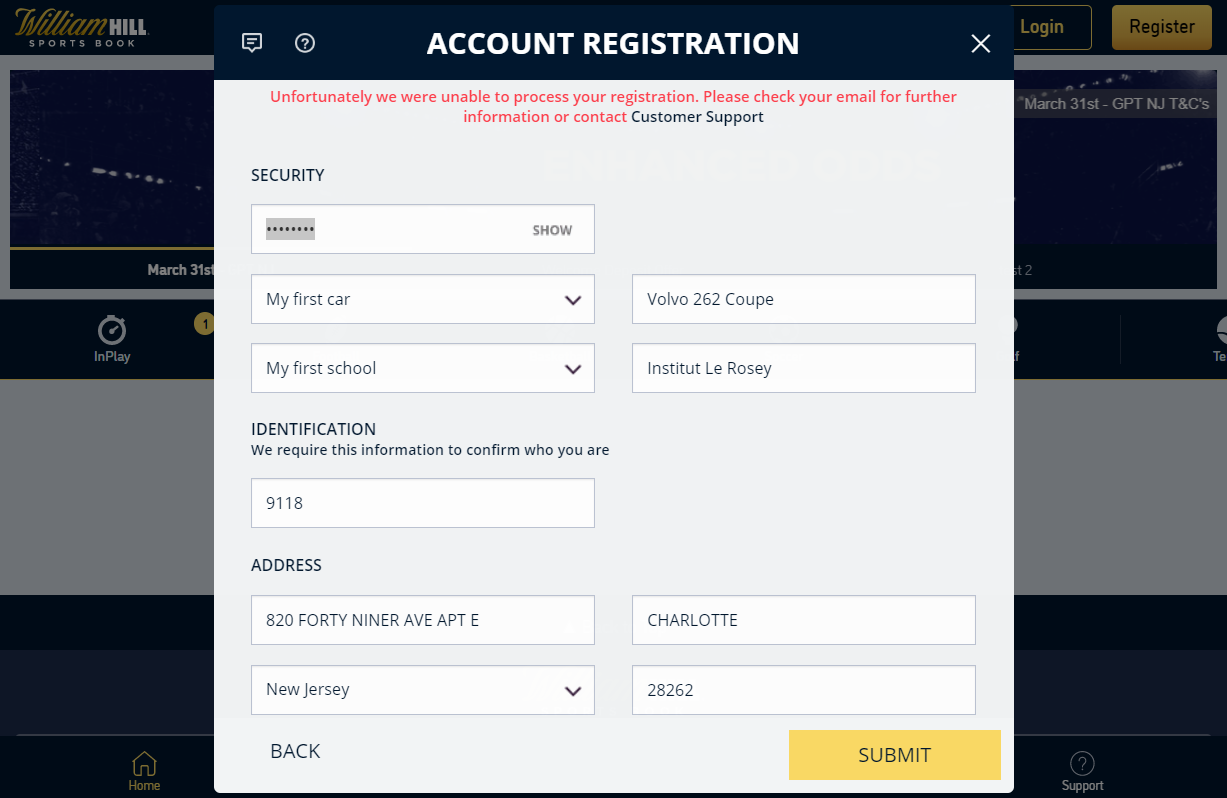 William HILL
SPORTS BOOK
ACCOUNT REGISTRATION
Login
Register
Unfortunately we were unable to process your registration. Please check your email for further
information or contact Customer Support
March 31st - GPT NJ T&C's
SECURITY
••••••••
SHOW
March 31st
st 2
My first car
Volvo 262 Coupe
1
InPlay
Te
My first school
Institut Le Rosey
IDENTIFICATION
We require this information to confirm who you are
9118
ADDRESS
820 FORTY NINER AVE APT E
CHARLOTTE
New Jersey
28262
BACK
SUBMIT
Home
Support